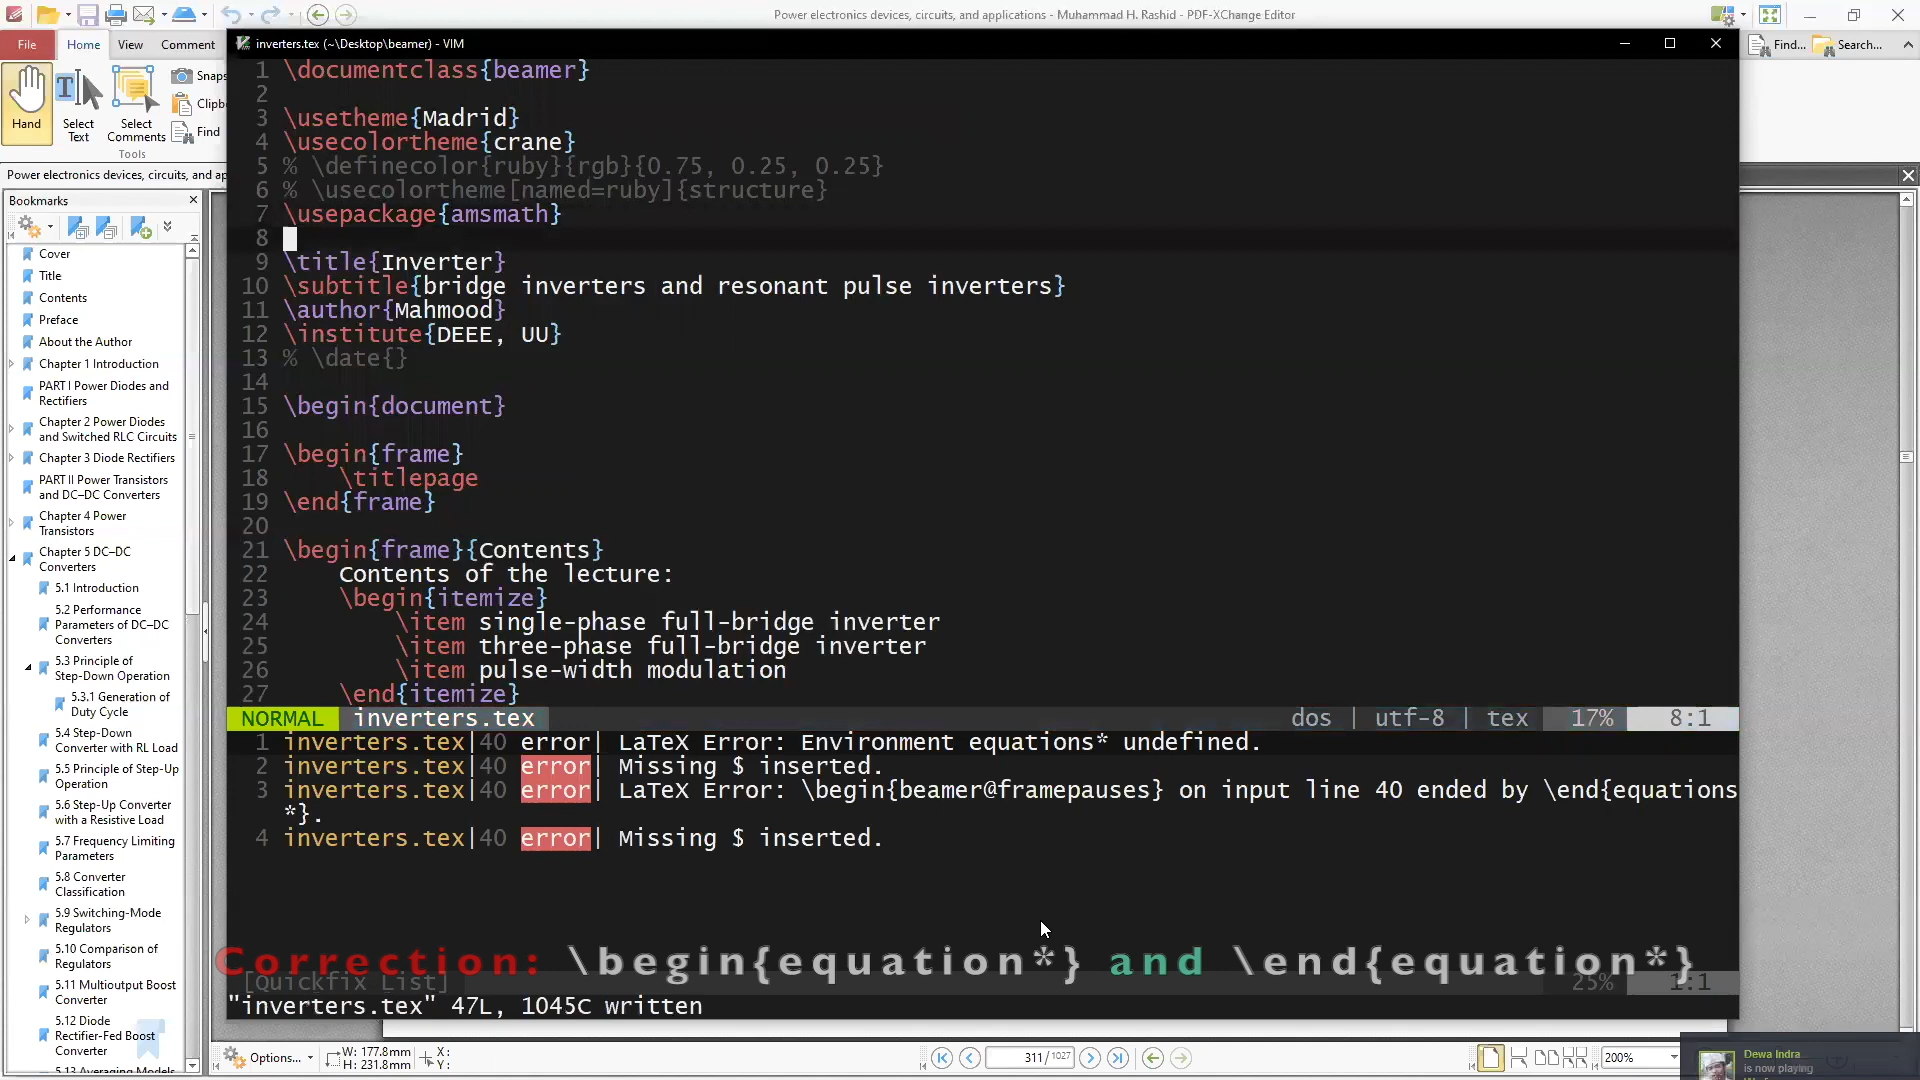 Power electronics devices, circuits, and applications - Muhammad H. Rashid - PDF-XChange Editor
File
Home
View
Comment
Find...
Search...
Hand
Select Text
Select Comments
Snaps
Clipb
Find
Tools
Power electronics devices, circuits, and ap
Bookmarks
Cover
Title
Contents
Preface
About the Author
Chapter 1 Introduction
PART I Power Diodes and
Rectifiers
Chapter 2 Power Diodes
and Switched RLC Circuits
Chapter 3 Diode Rectifiers
PART II Power Transistors
and DC–DC Converters
Chapter 4 Power
Transistors
Chapter 5 DC–DC
Converters
5.1 Introduction
5.2 Performance
Parameters of DC–DC
Converters
5.3 Principle of
Step-Down Operation
5.3.1 Generation of
Duty Cycle
5.4 Step-Down
Converter with RL Load
5.5 Principle of Step-Up
Operation
5.6 Step-Up Converter
with a Resistive Load
5.7 Frequency Limiting
Parameters
5.8 Converter
Classification
5.9 Switching-Mode
Regulators
5.10 Comparison of
Regulators
5.11 Multioutput Boost
Converter
5.12 Diode
Rectifier-Fed Boost
Converter
5.13 Averaging Models
inverters.tex (~\Desktop\beamer) - VIM
1 \documentclass{beamer}
2
3 \usetheme{Madrid}
4 \usecolortheme{crane}
5 % \definecolor{ruby}{rgb}{0.75, 0.25, 0.25}
6 % \usecolortheme[named=ruby]{structure}
7 \usepackage{amsmath}
8
9 \title{Inverter}
10 \subtitle{bridge inverters and resonant pulse inverters}
11 \author{Mahmood}
12 \institute{DEEE, UU}
13 % \date{}
14
15 \begin{document}
16
17 \begin{frame}
18     \titlepage
19 \end{frame}
20
21 \begin{frame}{Contents}
22     Contents of the lecture:
23     \begin{itemize}
24         \item single-phase full-bridge inverter
25         \item three-phase full-bridge inverter
26         \item pulse-width modulation
27     \end{itemize}
NORMAL inverters.tex dos | utf-8 | tex 17% 8:1
1 inverters.tex|40 error| LaTeX Error: Environment equations* undefined.
2 inverters.tex|40 error| Missing $ inserted.
3 inverters.tex|40 error| LaTeX Error: \begin{beamer@framepauses} on input line 40 ended by \end{equations
*}.
4 inverters.tex|40 error| Missing $ inserted.
Correction: \begin{equation*} and \end{equation*}
[Quickfix List] 25% 1:1
"inverters.tex" 47L, 1045C written
Options...
W: 177.8mm
H: 231.8mm
X:
Y:
311 / 1027
200%
Dewa Indra
is now playing